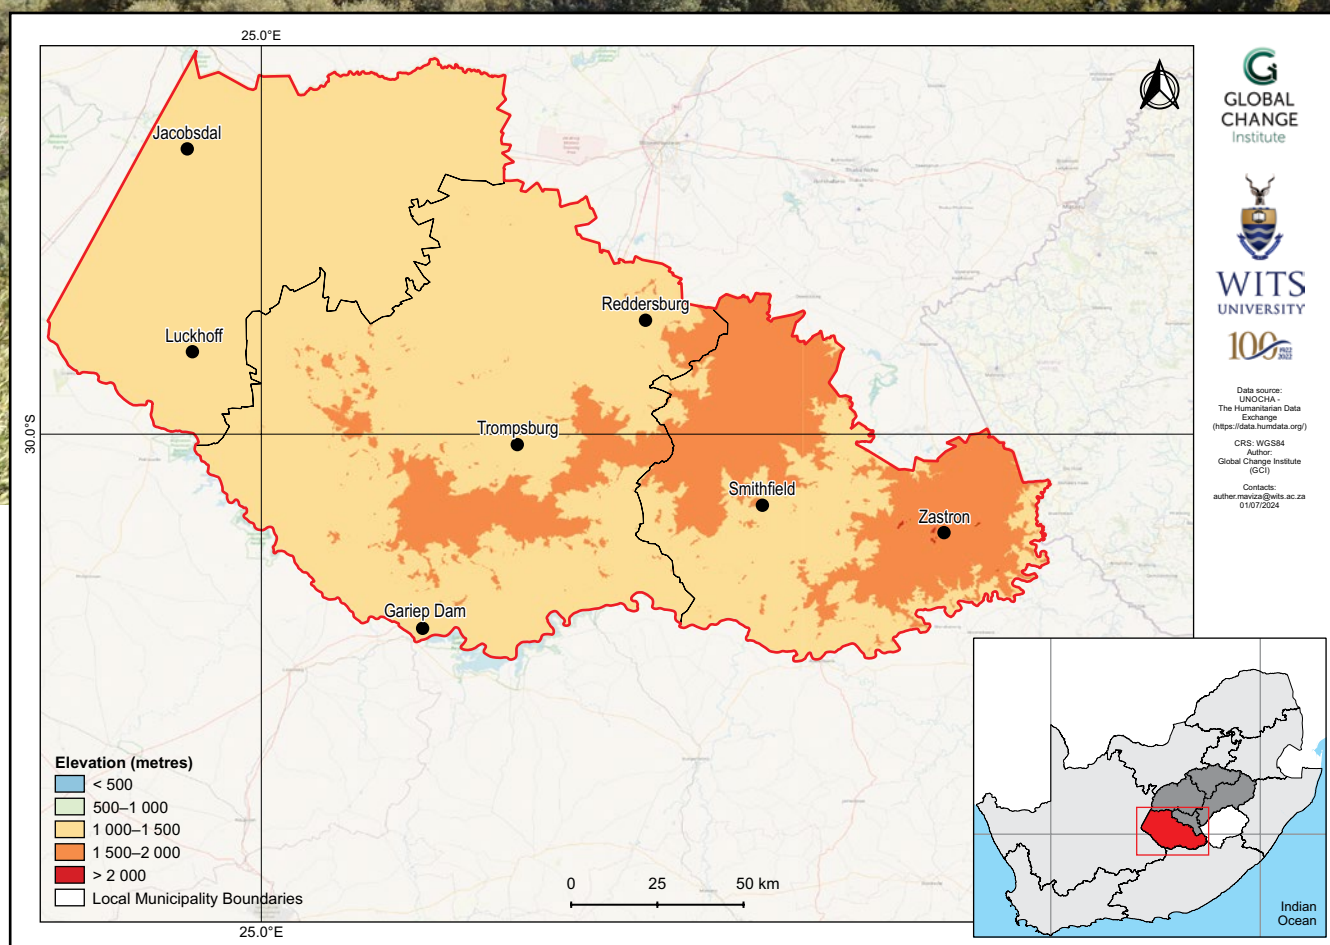 25.0°E
Jacobsdal
Reddersburg
Luckhoff
30.0°S
Trompsburg
Smithfield
Zastron
Gariep Dam
Elevation (metres)
< 500
500–1 000
1 000–1 500
1 500–2 000
> 2 000
Local Municipality Boundaries
0 25 50 km
25.0°E
GLOBAL
CHANGE
Institute
WITS
UNIVERSITY
100 1922
2022
Data source:
UNOCHA -
The Humanitarian Data
Exchange
(https://data.humdata.org/)
CRS: WGS84
Author:
Global Change Institute
(GCI)
Contacts:
auther.maviza@wits.ac.za
01/07/2024
Indian
Ocean